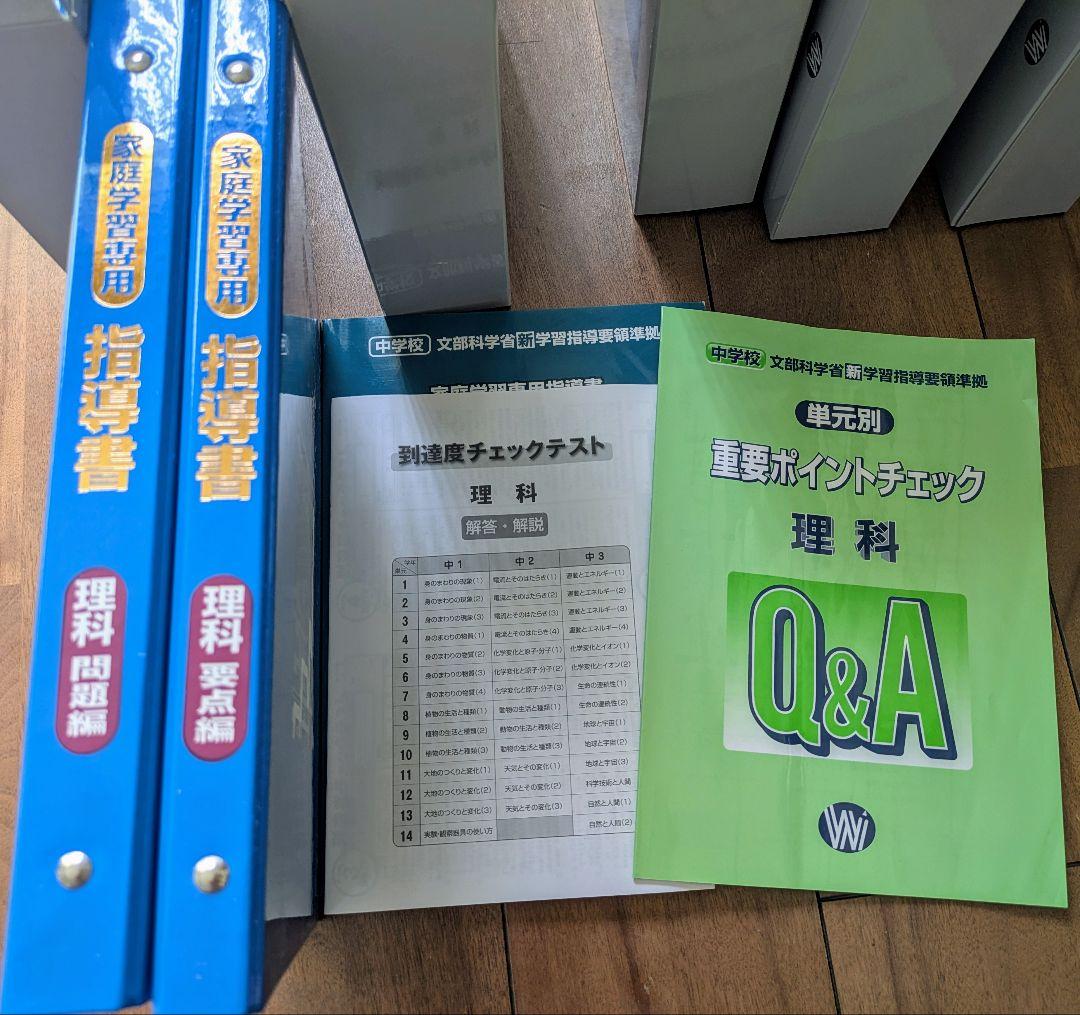 家庭学習専用
指導書
理科 問題編
家庭学習専用
指導書
理科 要点編
中学校 文部科学省新学習指導要領準拠
家庭学習専用指導書
到達度チェックテスト
理科
解答・解説
学年 単元 中1 中2 中3
1 身のまわりの現象(1) 電流とそのはたらき(1) 運動とエネルギー(1)
2 身のまわりの現象(2) 電流とそのはたらき(2) 運動とエネルギー(2)
3 身のまわりの現象(3) 電流とそのはたらき(3) 運動とエネルギー(3)
4 身のまわりの物質(1) 電流とそのはたらき(4) 運動とエネルギー(4)
5 身のまわりの物質(2) 化学変化と原子・分子(1) 化学変化とイオン(1)
6 身のまわりの物質(3) 化学変化と原子・分子(2) 化学変化とイオン(2)
7 身のまわりの物質(4) 化学変化と原子・分子(3) 生命の連続性(1)
8 植物の生活と種類(1) 動物の生活と種類(1) 生命の連続性(2)
9 植物の生活と種類(2) 動物の生活と種類(2) 地球と宇宙(1)
10 植物の生活と種類(3) 動物の生活と種類(3) 地球と宇宙(2)
11 大地のつくりと変化(1) 天気とその変化(1) 地球と宇宙(3)
12 大地のつくりと変化(2) 天気とその変化(2) 科学技術と人間
13 大地のつくりと変化(3) 天気とその変化(3) 自然と人間(1)
14 実験・観察器具の使い方 自然と人間(2)
中学校 文部科学省新学習指導要領準拠
単元別
重要ポイントチェック
理科
Q&A